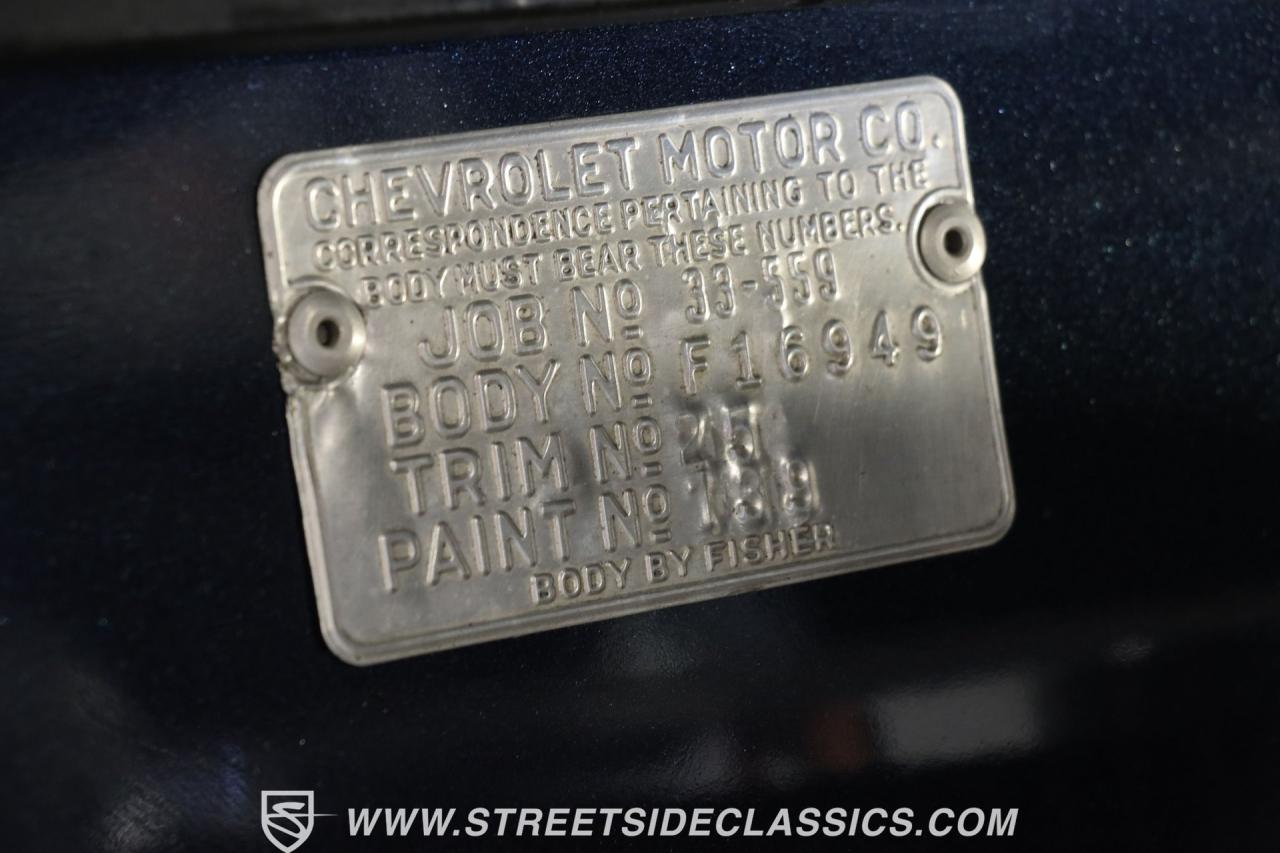 CHEVROLET MOTOR CO.
CORRESPONDENCE PERTAINING TO THE
BODY MUST BEAR THESE NUMBERS.
JOB Nº 33-559
BODY Nº F16949
TRIM Nº
PAINT Nº
BODY BY FISHER
WWW.STREETSIDECLASSICS.COM